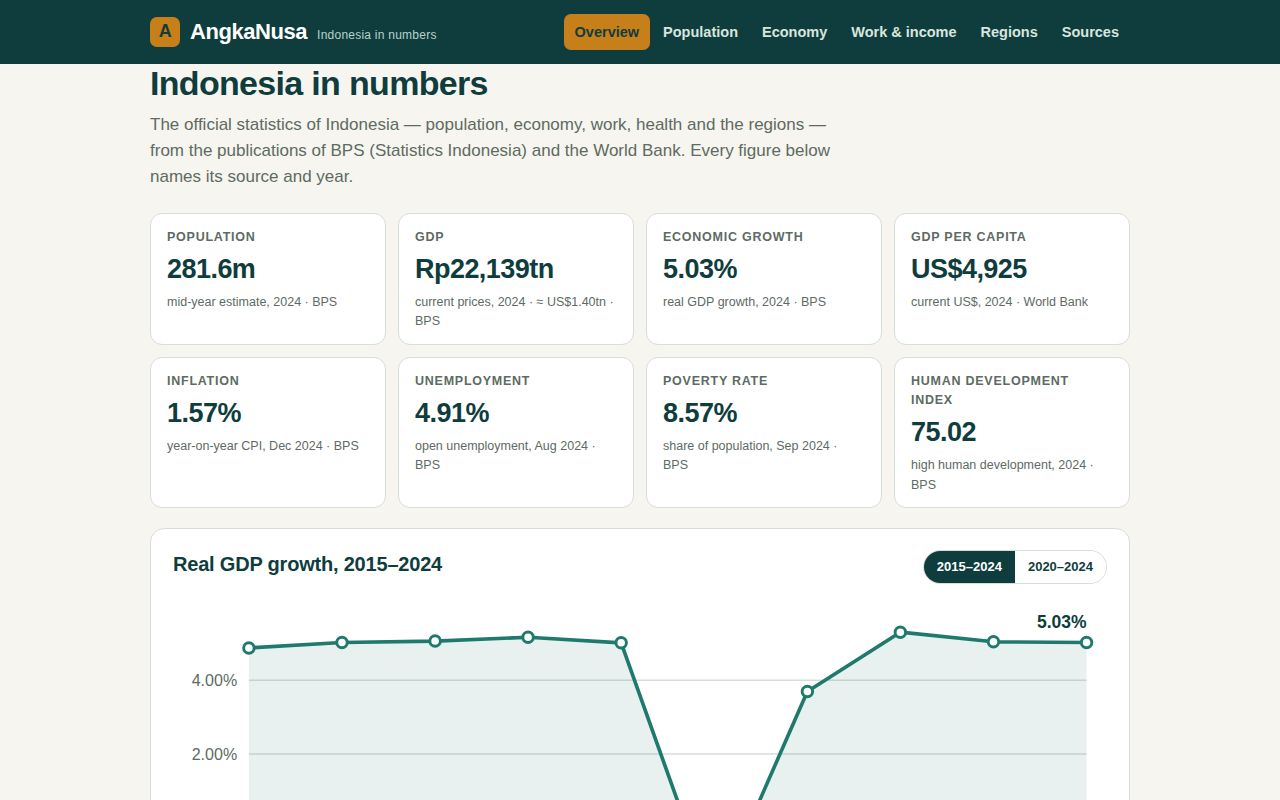 A AngkaNusa Indonesia in numbers Overview Population Economy Work & income Regions Sources
Indonesia in numbers
The official statistics of Indonesia — population, economy, work, health and the regions —
from the publications of BPS (Statistics Indonesia) and the World Bank. Every figure below
names its source and year.
POPULATION
281.6m
mid-year estimate, 2024 · BPS
GDP
Rp22,139tn
current prices, 2024 · ≈ US$1.40tn ·
BPS
ECONOMIC GROWTH
5.03%
real GDP growth, 2024 · BPS
GDP PER CAPITA
US$4,925
current US$, 2024 · World Bank
INFLATION
1.57%
year-on-year CPI, Dec 2024 · BPS
UNEMPLOYMENT
4.91%
open unemployment, Aug 2024 ·
BPS
POVERTY RATE
8.57%
share of population, Sep 2024 ·
BPS
HUMAN DEVELOPMENT
INDEX
75.02
high human development, 2024 ·
BPS
Real GDP growth, 2015–2024
2015–2024 2020–2024
5.03%
4.00%
2.00%